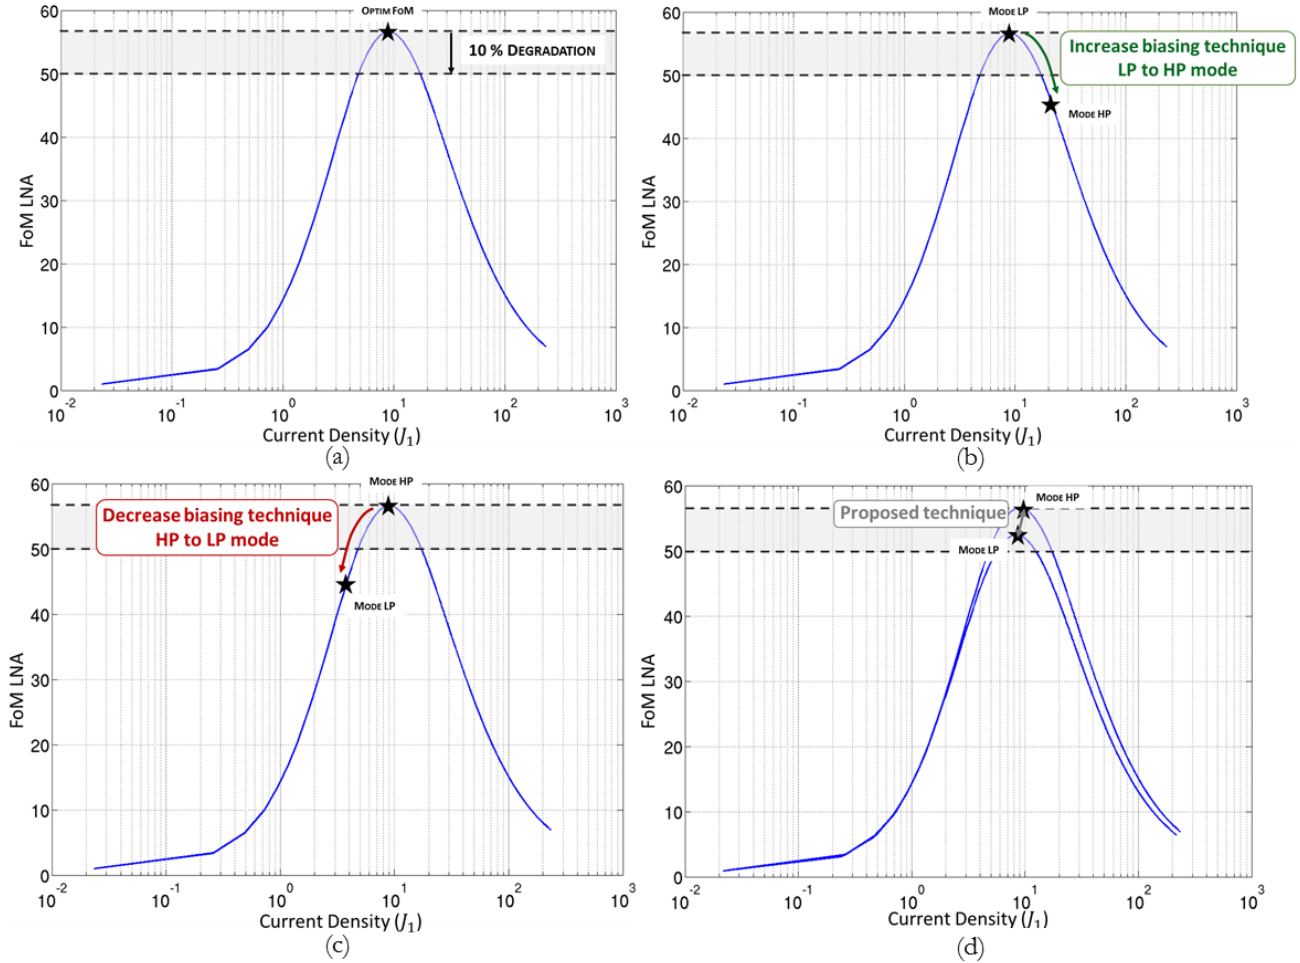 OPTIM FOM
10 % DEGRADATION
FoM LNA
60
50
40
30
20
10
0
10-2
10-1
100
101
102
103
Current Density (J1)
(a)
MODE LP
Increase biasing technique
LP to HP mode
MODE HP
FoM LNA
60
50
40
30
20
10
0
10-2
10-1
100
101
102
103
Current Density (J1)
(b)
MODE HP
Decrease biasing technique
HP to LP mode
MODE LP
FoM LNA
60
50
40
30
20
10
0
10-2
10-1
100
101
102
103
Current Density (J1)
(c)
MODE HP
Proposed technique
MODE LP
FoM LNA
60
50
40
30
20
10
0
10-2
10-1
100
101
102
103
Current Density (J1)
(d)